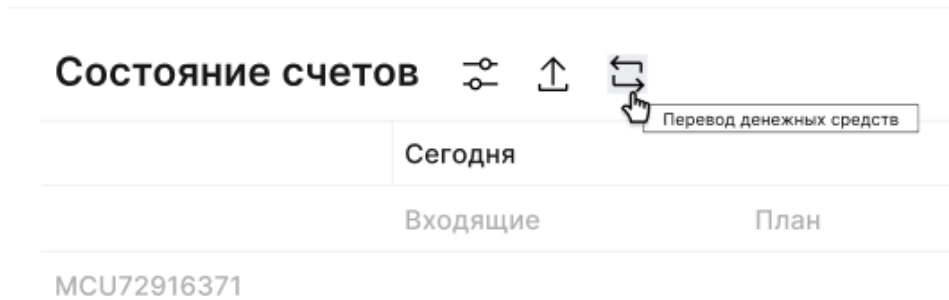 Состояние счетов
Перевод денежных средств
Сегодня
Входящие План
MCU72916371